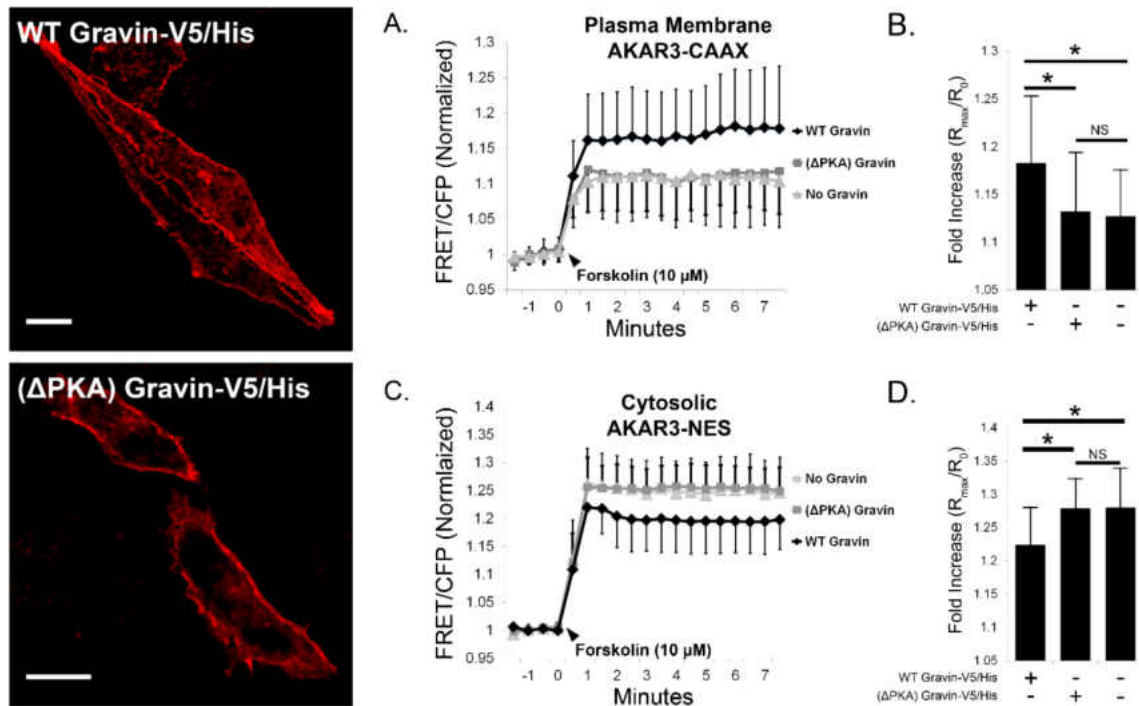 WT Gravin-V5/His
(ΔPKA) Gravin-V5/His
A.
Plasma Membrane
AKAR3-CAAX
FRET/CFP (Normalized)
1.3
1.25
1.2
1.15
1.1
1
0.95
WT Gravin
(ΔPKA) Gravin
No Gravin
Forskolin (10 µM)
-1 0 1 2 3 4 5 6 7
Minutes
B.
Fold Increase (Rmax/R0)
1.3
1.25
1.2
1.15
1.1
1.05
*
*
NS
WT Gravin-V5/His + - -
(ΔPKA) Gravin-V5/His - + -
C.
Cytosolic
AKAR3-NES
FRET/CFP (Normlaized)
1.4
1.35
1.3
1.25
1.2
1.15
1.1
1
0.95
No Gravin
(ΔPKA) Gravin
WT Gravin
Forskolin (10 µM)
-1 0 1 2 3 4 5 6 7
Minutes
D.
Fold Increase (Rmax/R0)
1.4
1.35
1.3
1.25
1.2
1.15
1.1
1.05
*
*
NS
WT Gravin-V5/His + - -
(ΔPKA) Gravin-V5/His - + -